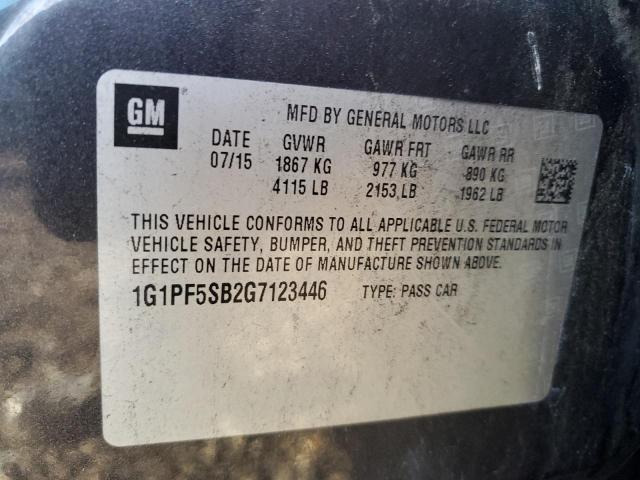 GM
MFD BY GENERAL MOTORS LLC
DATE GVWR GAWR FRT GAWR RR
07/15 1867 KG 977 KG 890 KG
4115 LB 2153 LB 1962 LB
THIS VEHICLE CONFORMS TO ALL APPLICABLE U.S. FEDERAL MOTOR
VEHICLE SAFETY, BUMPER, AND THEFT PREVENTION STANDARDS IN
EFFECT ON THE DATE OF MANUFACTURE SHOWN ABOVE.
1G1PF5SB2G7123446 TYPE: PASS CAR